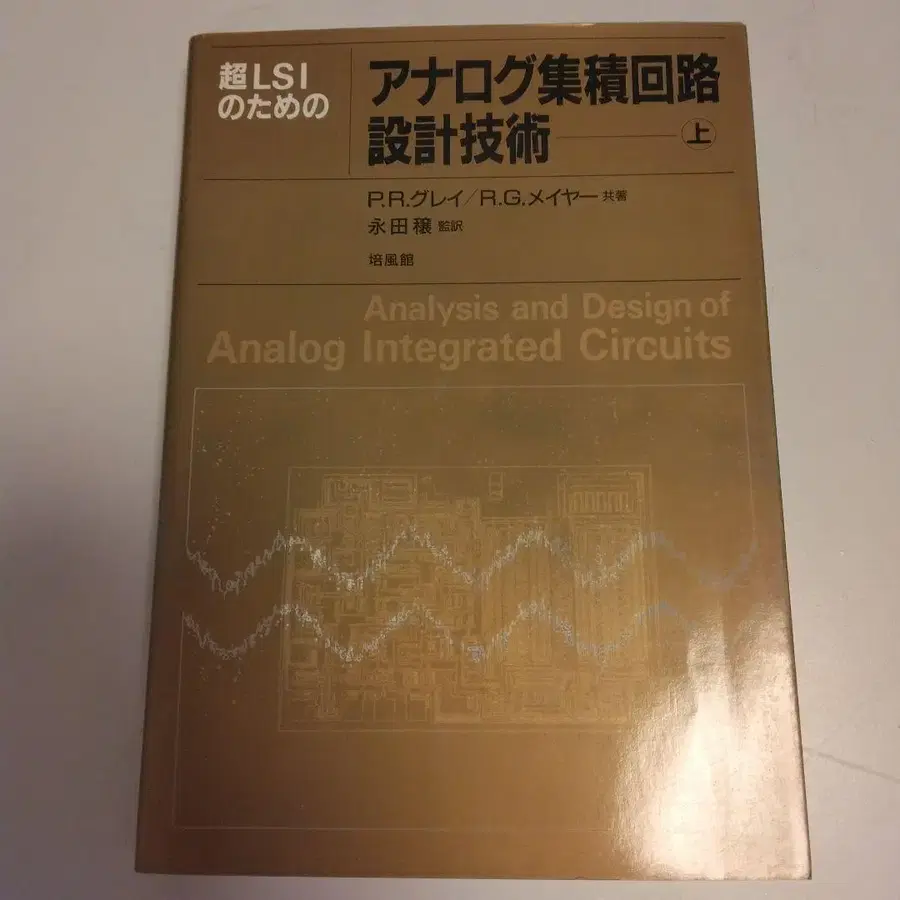 超LSI
のための
アナログ集積回路
設計技術 上
P.R.グレイ/R.G.メイヤー 共著
永田穣 監訳
培風館
Analysis and Design of
Analog Integrated Circuits